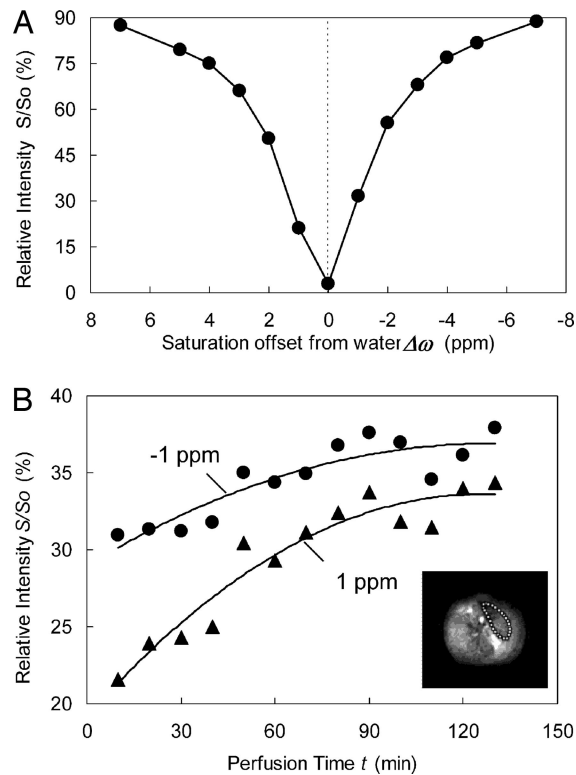 A
Relative Intensity S/So (%)
90
75
60
45
30
15
0
8 6 4 2 0 -2 -4 -6 -8
Saturation offset from water Δω (ppm)
B
Relative Intensity S/So (%)
40
35
30
25
20
-1 ppm
1 ppm
0 30 60 90 120 150
Perfusion Time t (min)